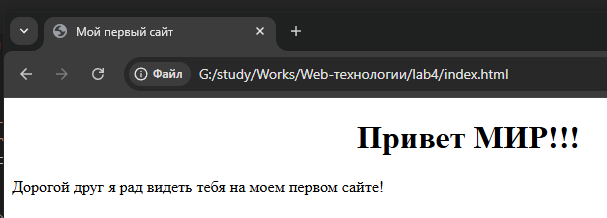 Мой первый сайт
Файл G:/study/Works/Web-технологии/lab4/index.html
Привет МИР!!!
Дорогой друг я рад видеть тебя на моем первом сайте!